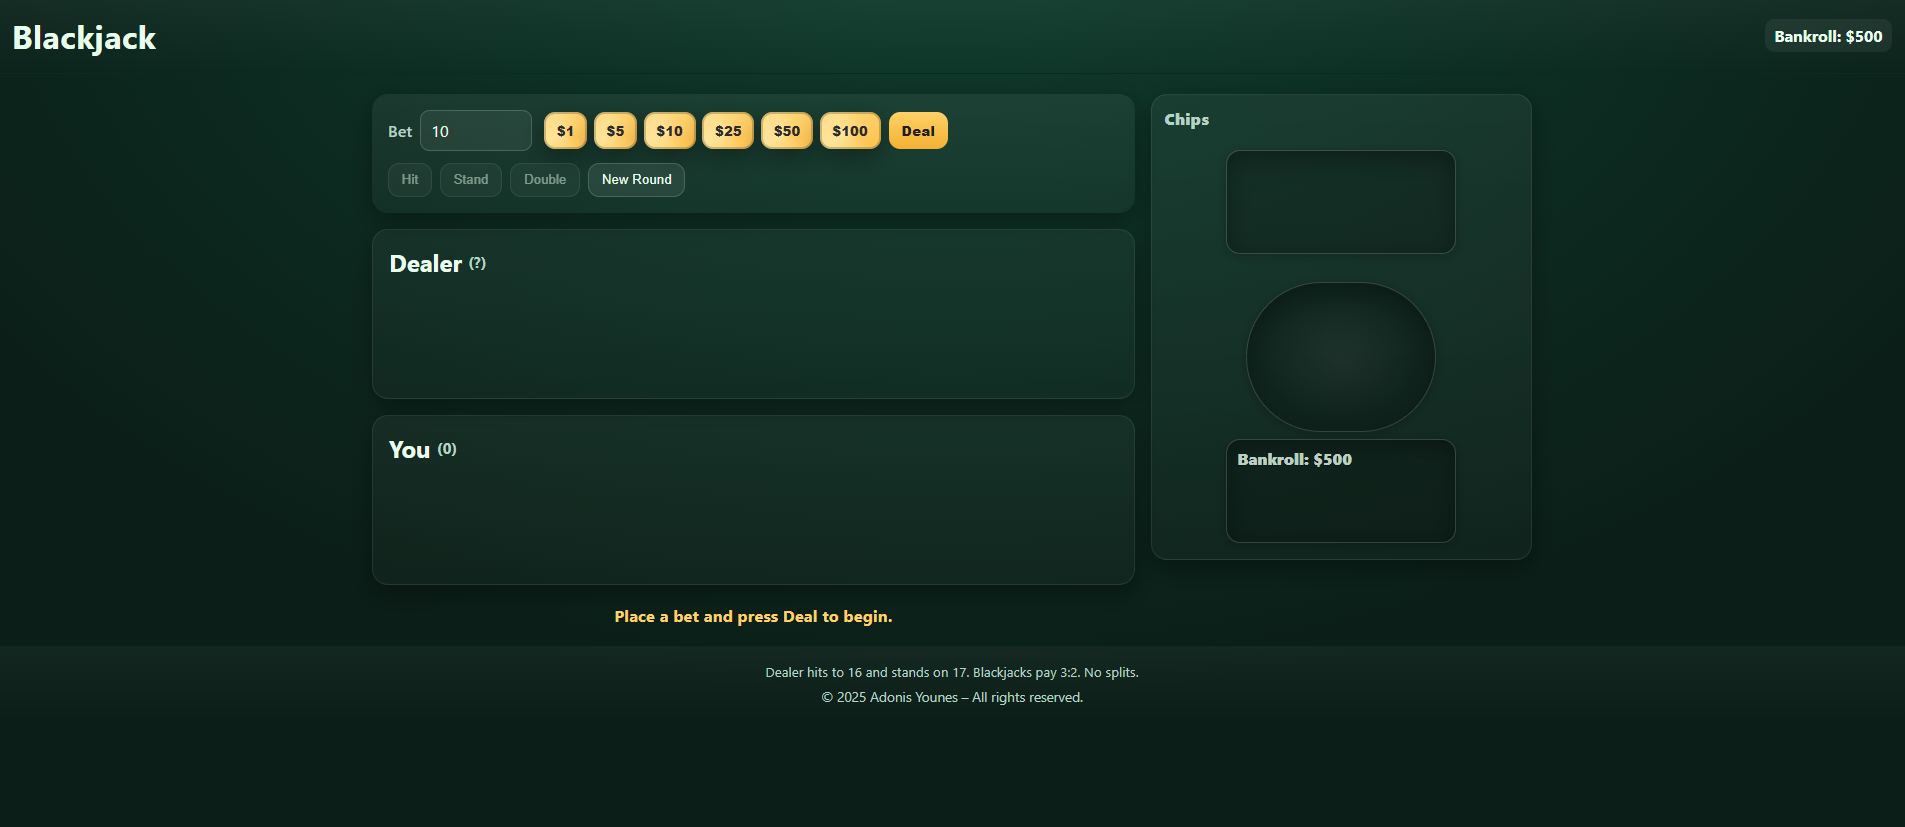 Blackjack
Bankroll: $500
Bet 10 $1 $5 $10 $25 $50 $100 Deal
Hit Stand Double New Round
Dealer (?)
You (0)
Place a bet and press Deal to begin.
Chips
Bankroll: $500
Dealer hits to 16 and stands on 17. Blackjacks pay 3:2. No splits.
© 2025 Adonis Younes – All rights reserved.